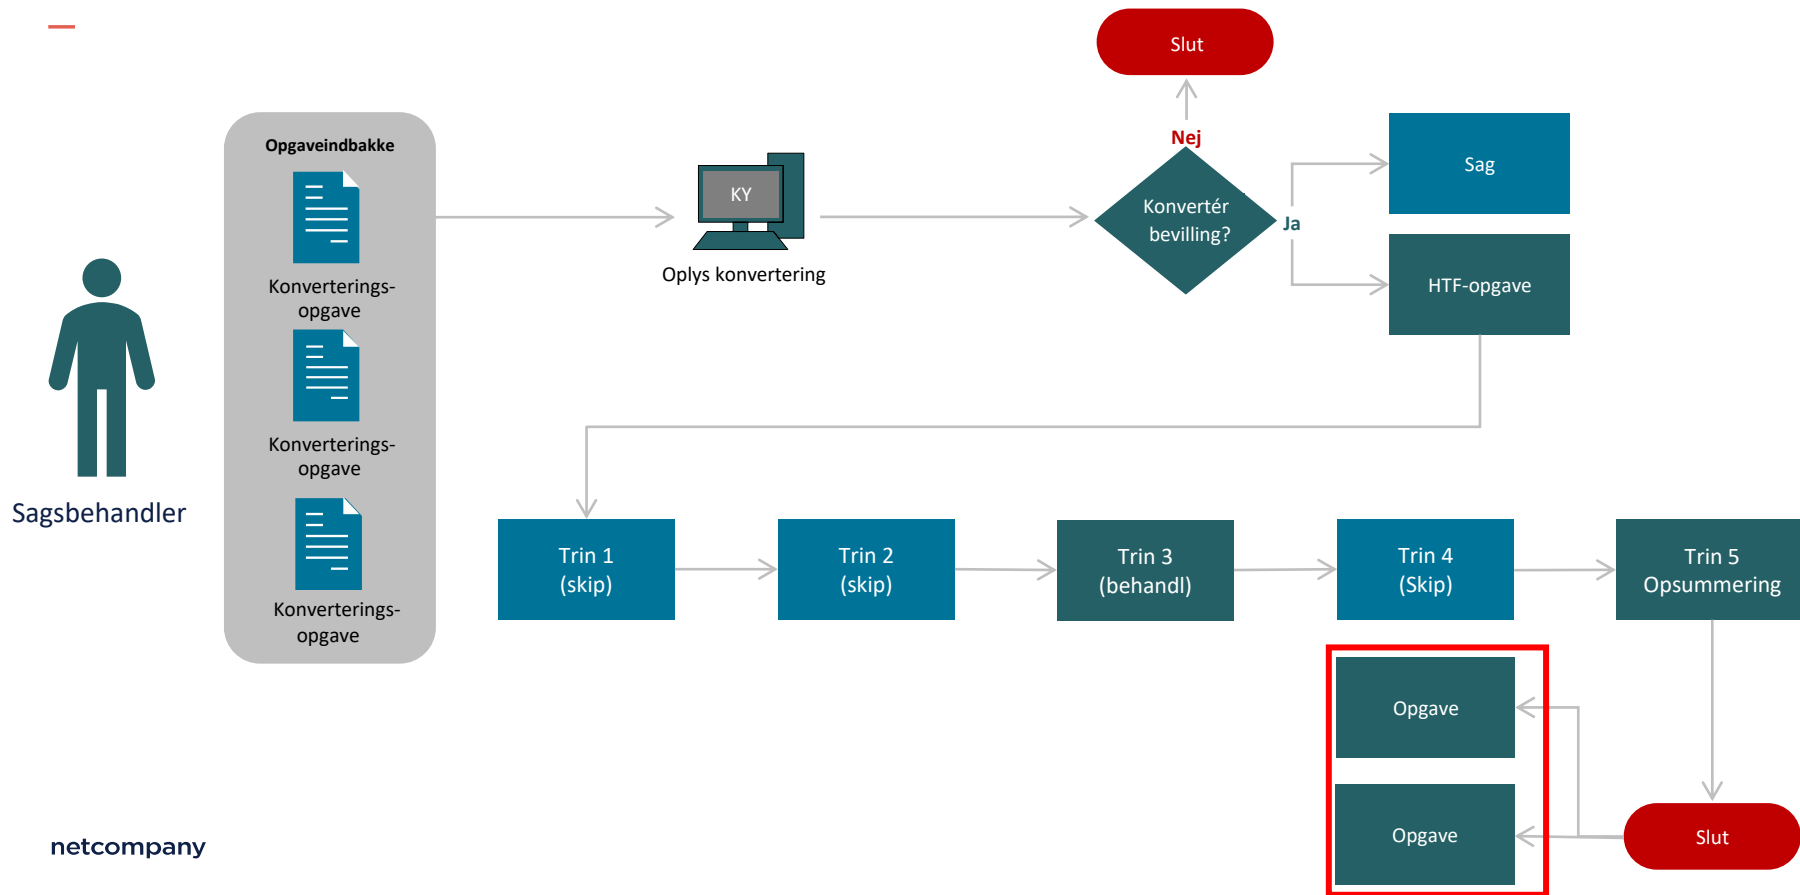 Slut
Opgaveindbakke
Nej
Sag
KY
Konvertér
bevilling?
Ja
Oplys konvertering
Konverterings-
opgave
HTF-opgave
Konverterings-
opgave
Sagsbehandler
Konverterings-
opgave
Trin 1
(skip)
Trin 2
(skip)
Trin 3
(behandl)
Trin 4
(Skip)
Trin 5
Opsummering
Opgave
Opgave
Slut
netcompany